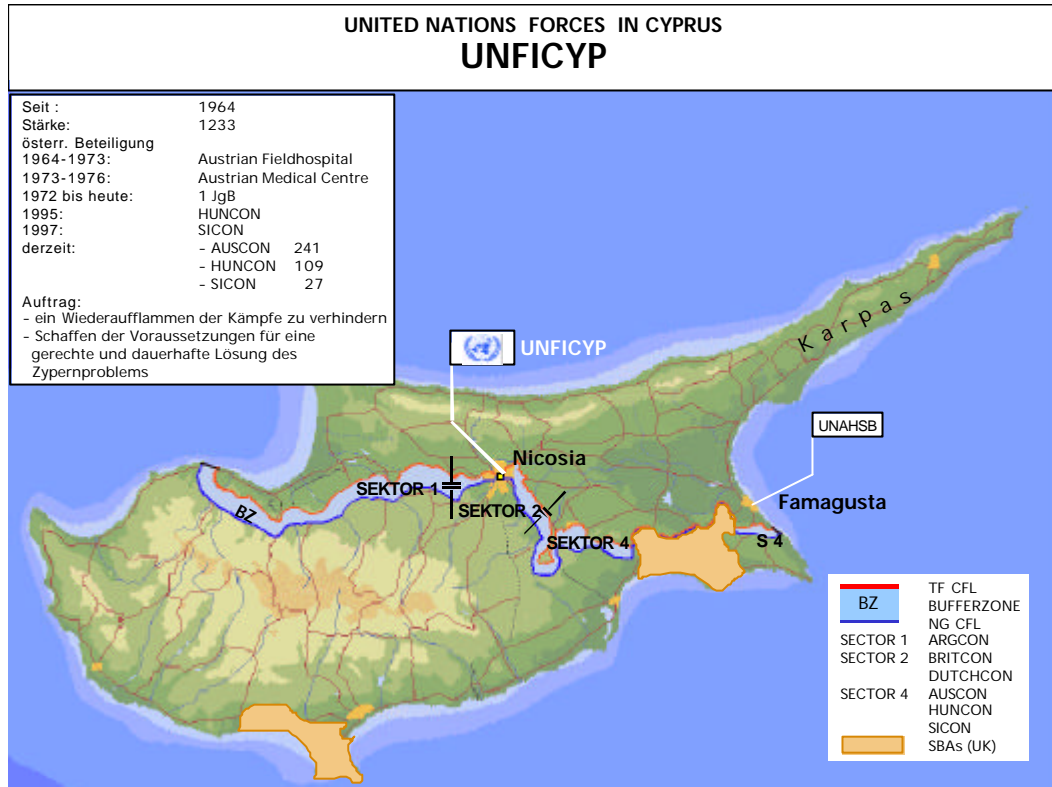 UNITED NATIONS FORCES IN CYPRUS
UNFICYP
Seit : 1964
Stärke: 1233
österr. Beteiligung
1964-1973: Austrian Fieldhospital
1973-1976: Austrian Medical Centre
1972 bis heute: 1 JgB
1995: HUNCON
1997: SICON
derzeit: - AUSCON 241
- HUNCON 109
- SICON 27
Auftrag:
- ein Wiederaufflammen der Kämpfe zu verhindern
- Schaffen der Voraussetzungen für eine
gerechte und dauerhafte Lösung des
Zypernproblems
UNFICYP
Karpas
UNAHSB
Nicosia
Famagusta
SEKTOR 1
BZ
SEKTOR 2
SEKTOR 4
S 4
TF CFL
BZ BUFFERZONE
NG CFL
SECTOR 1 ARGCON
SECTOR 2 BRITCON
DUTCHCON
SECTOR 4 AUSCON
HUNCON
SICON
SBAs (UK)